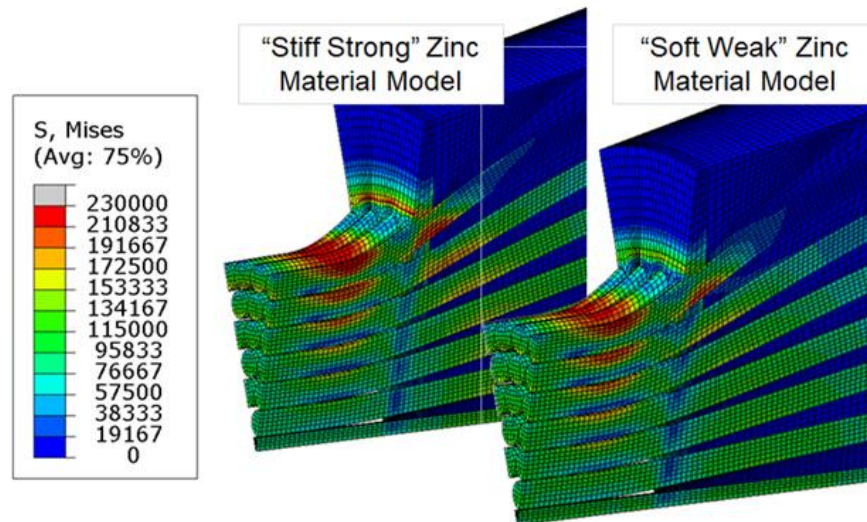 “Stiff Strong” Zinc
Material Model
“Soft Weak” Zinc
Material Model
S, Mises
(Avg: 75%)
230000
210833
191667
172500
153333
134167
115000
95833
76667
57500
38333
19167
0